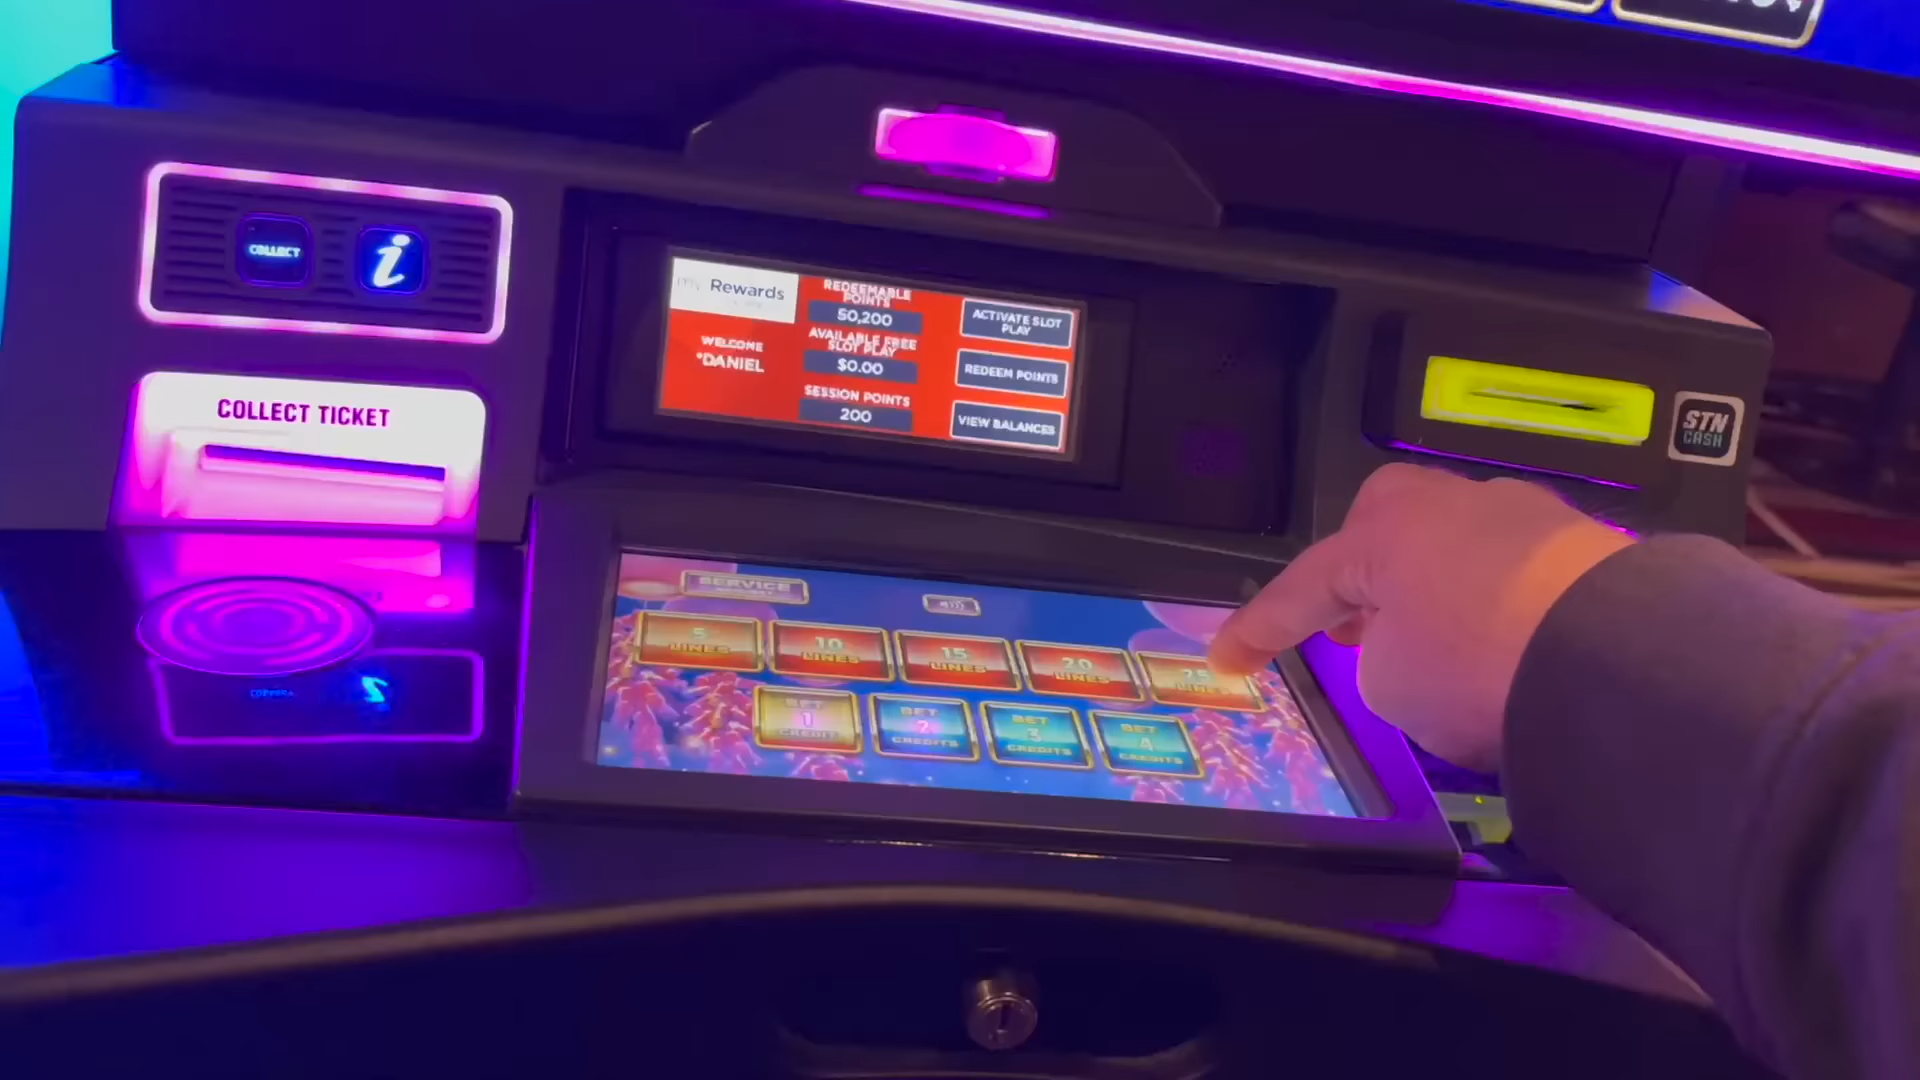 COLLECT
i
COLLECT TICKET
my Rewards
WELCOME
*DANIEL
REDEEMABLE
POINTS
50,200
AVAILABLE FREE
SLOT PLAY
$0.00
SESSION POINTS
200
ACTIVATE SLOT
PLAY
REDEEM POINTS
VIEW BALANCES
STN
CASH
SERVICE
5
LINES
10
LINES
15
LINES
20
LINES
25
LINES
BET
1
CREDIT
BET
2
CREDITS
BET
3
CREDITS
BET
4
CREDITS